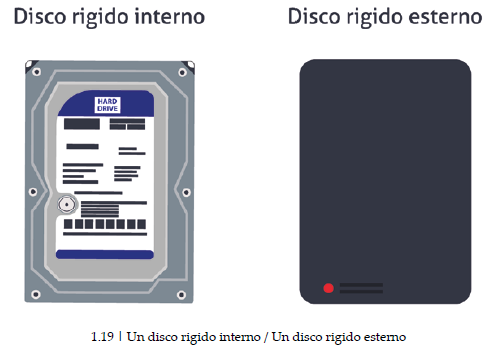 Disco rigido interno
Disco rigido esterno
HARD
DRIVE
1.19 | Un disco rigido interno / Un disco rigido esterno